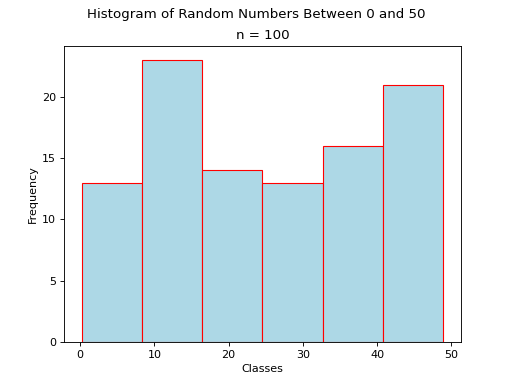 Histogram of Random Numbers Between 0 and 50
n = 100
20
15
10
5
0
Frequency
0 10 20 30 40 50
Classes